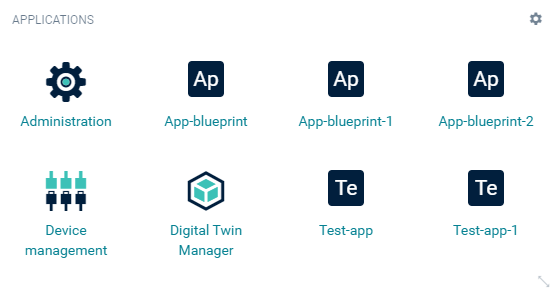 APPLICATIONS
Ap
Ap
Ap
Administration
App-blueprint
App-blueprint-1
App-blueprint-2
Te
Te
Device
management
Digital Twin
Manager
Test-app
Test-app-1